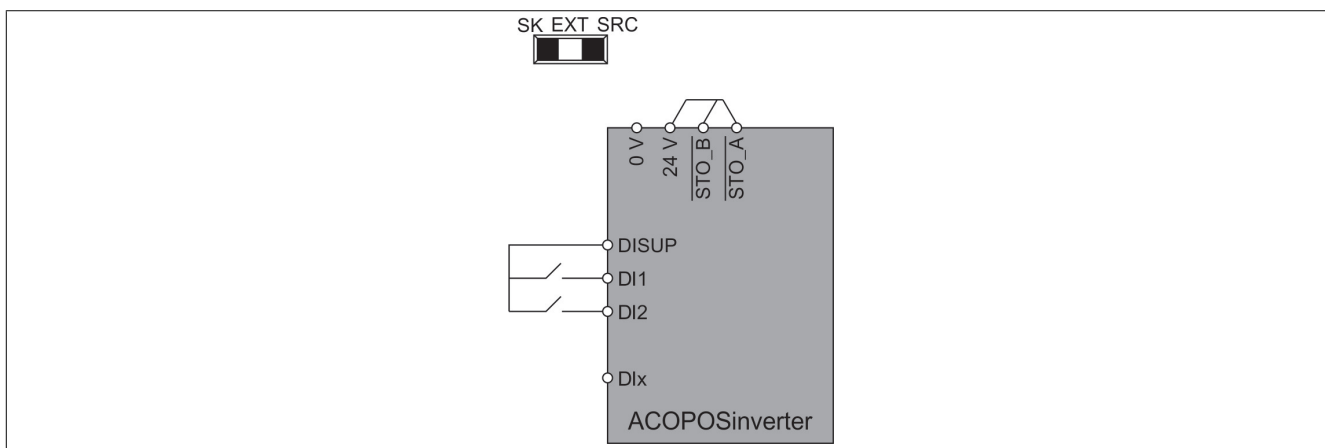 SK EXT SRC
0 V
24 V
STO_B
STO_A
DISUP
DI1
DI2
DIx
ACOPOSinverter